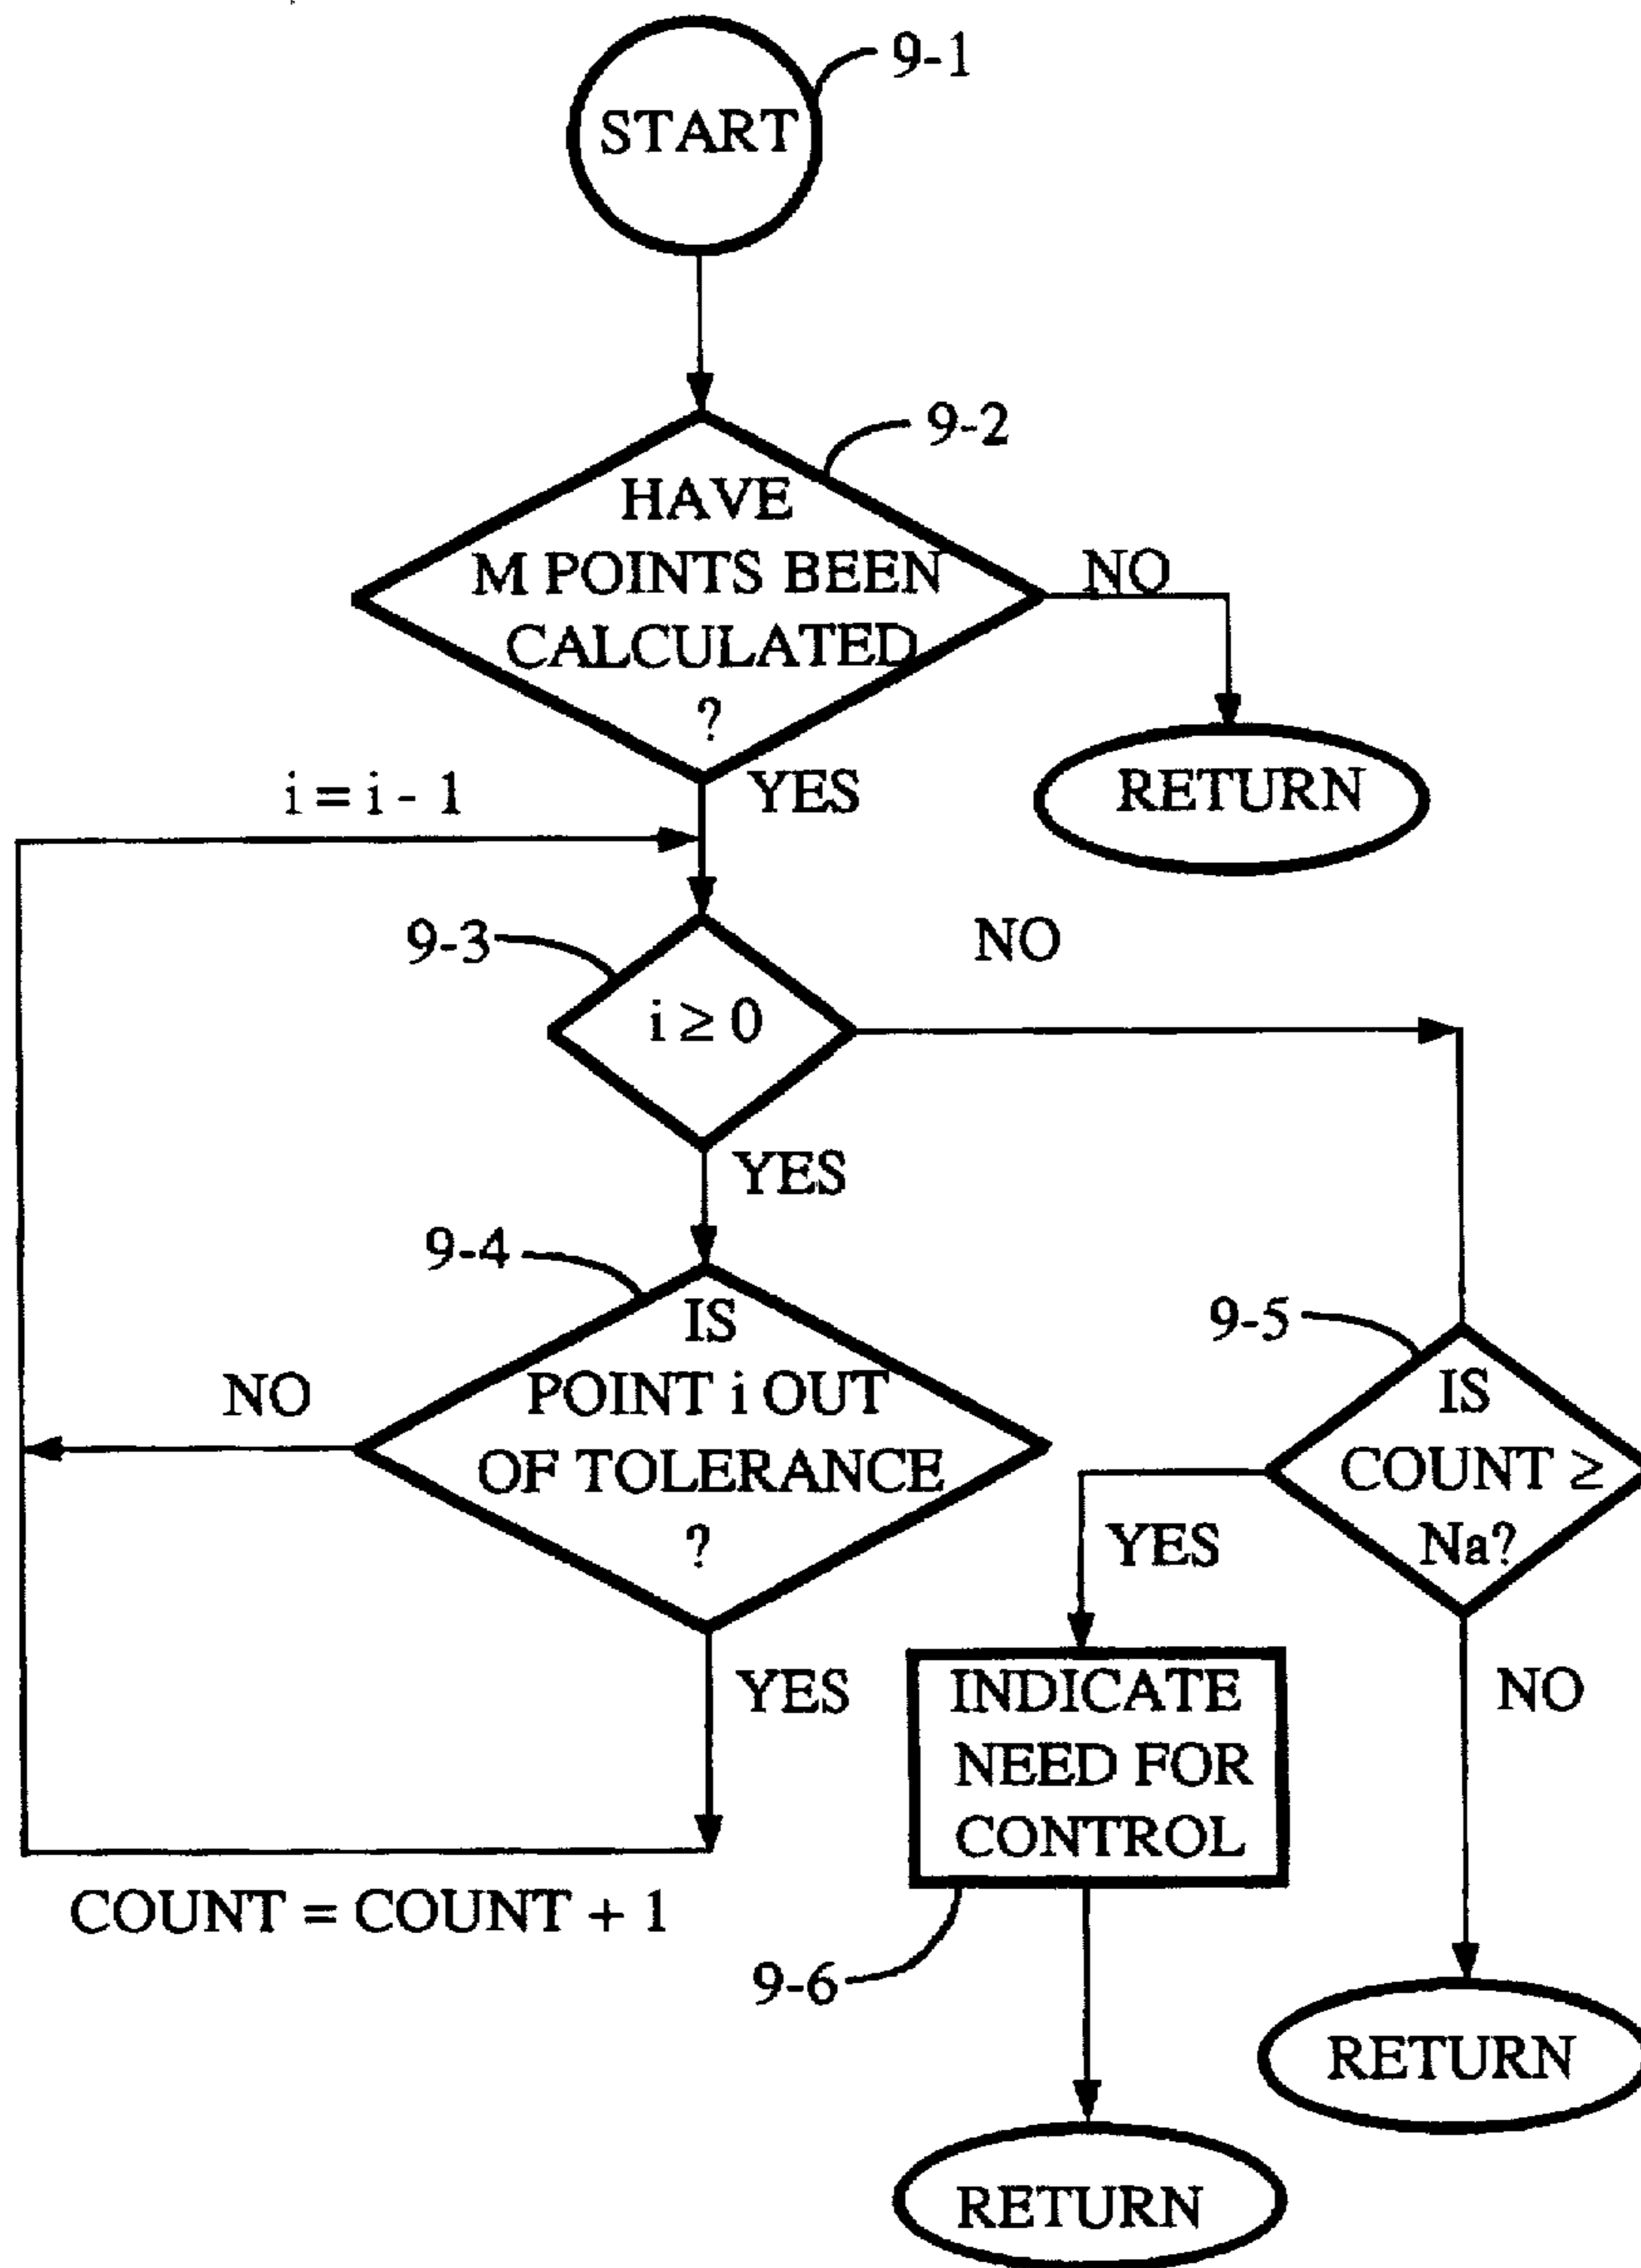 9-1
START
9-2
HAVE
M POINTS BEEN
CALCULATED
?
NO
RETURN
YES
i = i - 1
9-3
NO
i ≥ 0
YES
9-4
IS
POINT i OUT
OF TOLERANCE
?
NO
YES
COUNT = COUNT + 1
9-5
IS
COUNT ≥
Na?
YES
NO
INDICATE
NEED FOR
CONTROL
9-6
RETURN
RETURN